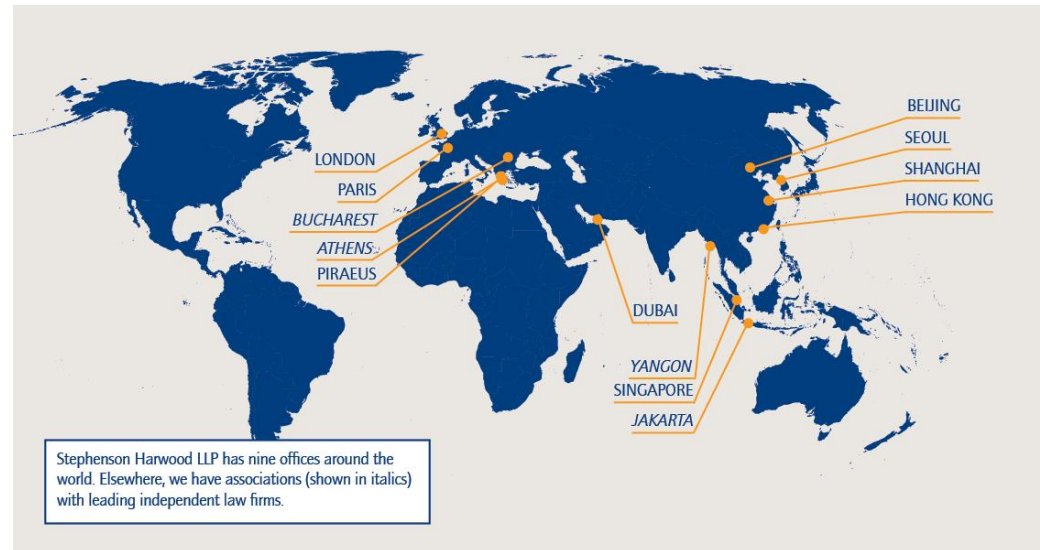 LONDON
PARIS
BUCHAREST
ATHENS
PIRAEUS
DUBAI
YANGON
SINGAPORE
JAKARTA
BEIJING
SEOUL
SHANGHAI
HONG KONG
Stephenson Harwood LLP has nine offices around the
world. Elsewhere, we have associations (shown in italics)
with leading independent law firms.